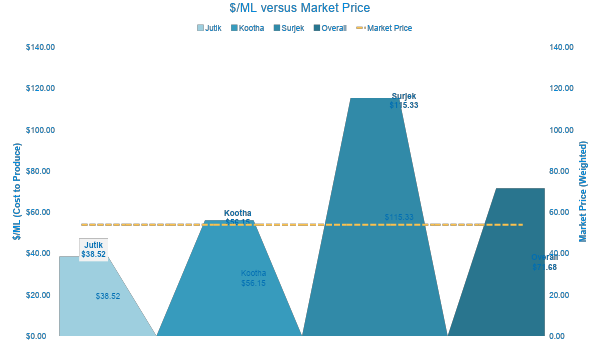 $/ML versus Market Price
Jutik Kootha Surjek Overall Market Price
$140.00
$120.00
$100.00
$80.00
$60.00
$40.00
$20.00
$0.00
$/ML (Cost to Produce)
Jutik
$38.52
$38.52
Kootha
$56.15
Kootha
$56.15
Surjek
$115.33
$115.33
Overall
$71.68
140.00
120.00
100.00
80.00
60.00
40.00
20.00
0.00
Market Price (Weighted)